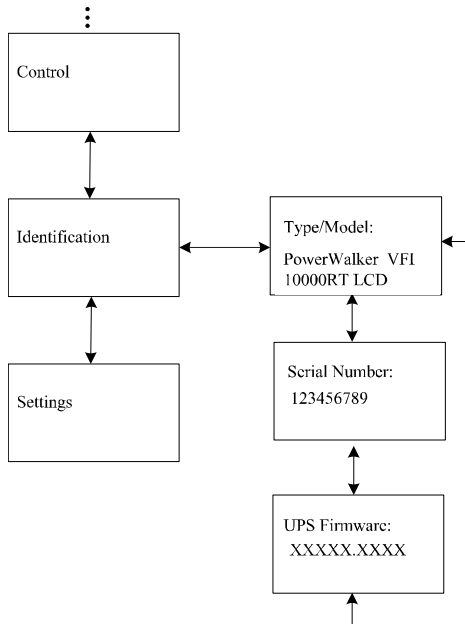 Control
Identification
Settings
Type/Model:
PowerWalker VFI
10000RT LCD
Serial Number:
123456789
UPS Firmware:
XXXXX.XXXX